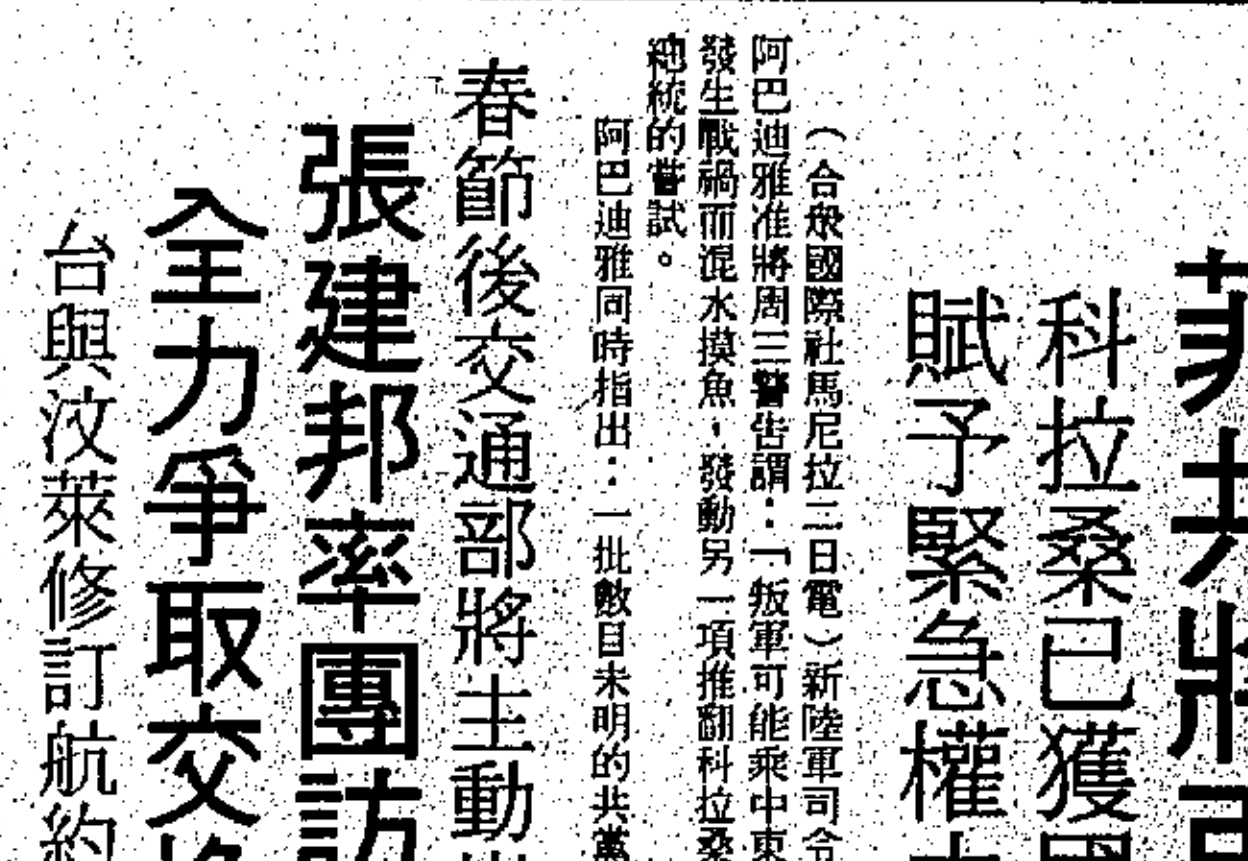 菲共將
科拉桑已獲
賦予緊急權
（合衆國際社馬尼拉三日電）新陸軍司令
阿巴迪雅准將周三警告謂：「叛軍可能乘中東
發生戰禍而混水摸魚，發動另一項推翻科拉桑
總統的嘗試。
阿巴迪雅同時指出：一批數目未明的共黨
春節後交通部將主動
張建邦率團訪
全力爭取交換
台與汶萊修訂航約